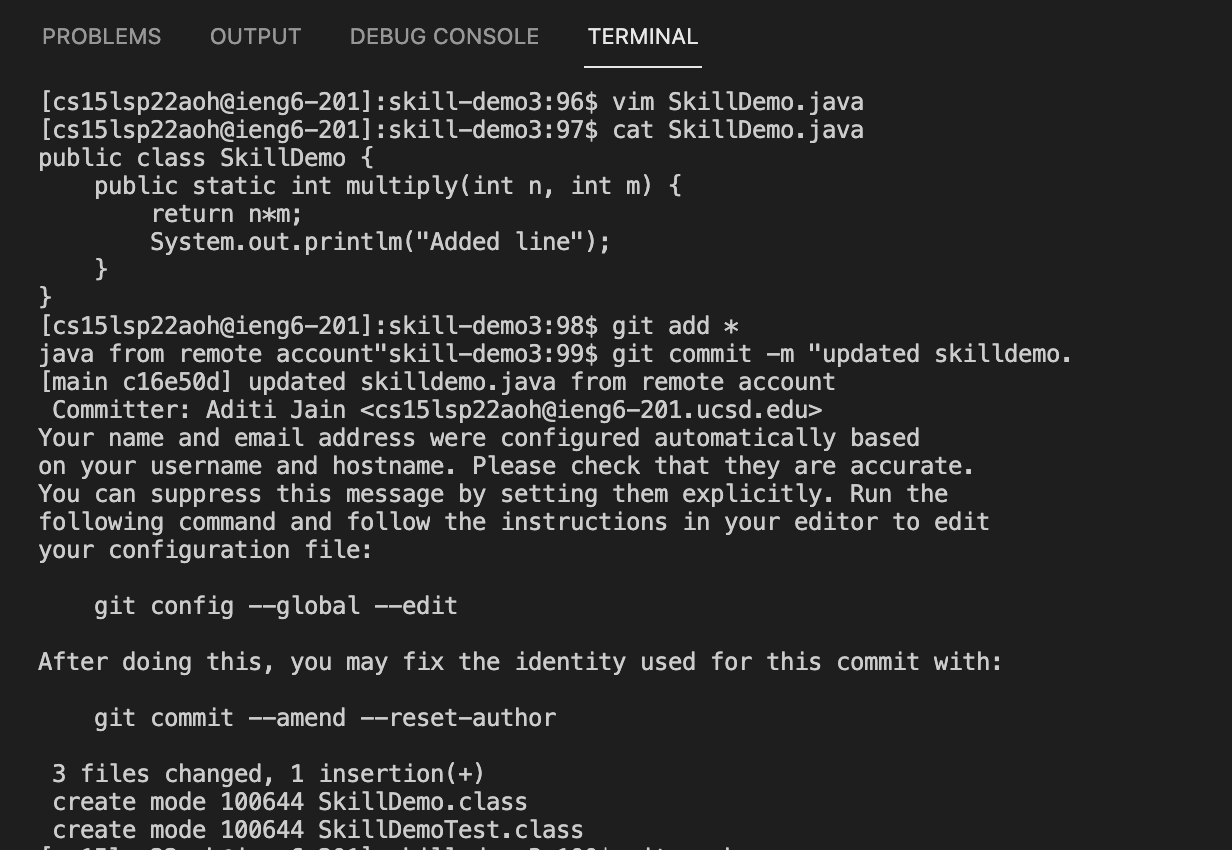 PROBLEMS OUTPUT DEBUG CONSOLE TERMINAL
[cs15lsp22aoh@ieng6-201]:skill-demo3:96$ vim SkillDemo.java
[cs15lsp22aoh@ieng6-201]:skill-demo3:97$ cat SkillDemo.java
public class SkillDemo {
    public static int multiply(int n, int m) {
        return n*m;
        System.out.printlm("Added line");
    }
}
[cs15lsp22aoh@ieng6-201]:skill-demo3:98$ git add *
java from remote account"skill-demo3:99$ git commit -m "updated skilldemo.
[main c16e50d] updated skilldemo.java from remote account
 Committer: Aditi Jain <cs15lsp22aoh@ieng6-201.ucsd.edu>
Your name and email address were configured automatically based
on your username and hostname. Please check that they are accurate.
You can suppress this message by setting them explicitly. Run the
following command and follow the instructions in your editor to edit
your configuration file:

    git config --global --edit

After doing this, you may fix the identity used for this commit with:

    git commit --amend --reset-author

 3 files changed, 1 insertion(+)
 create mode 100644 SkillDemo.class
 create mode 100644 SkillDemoTest.class